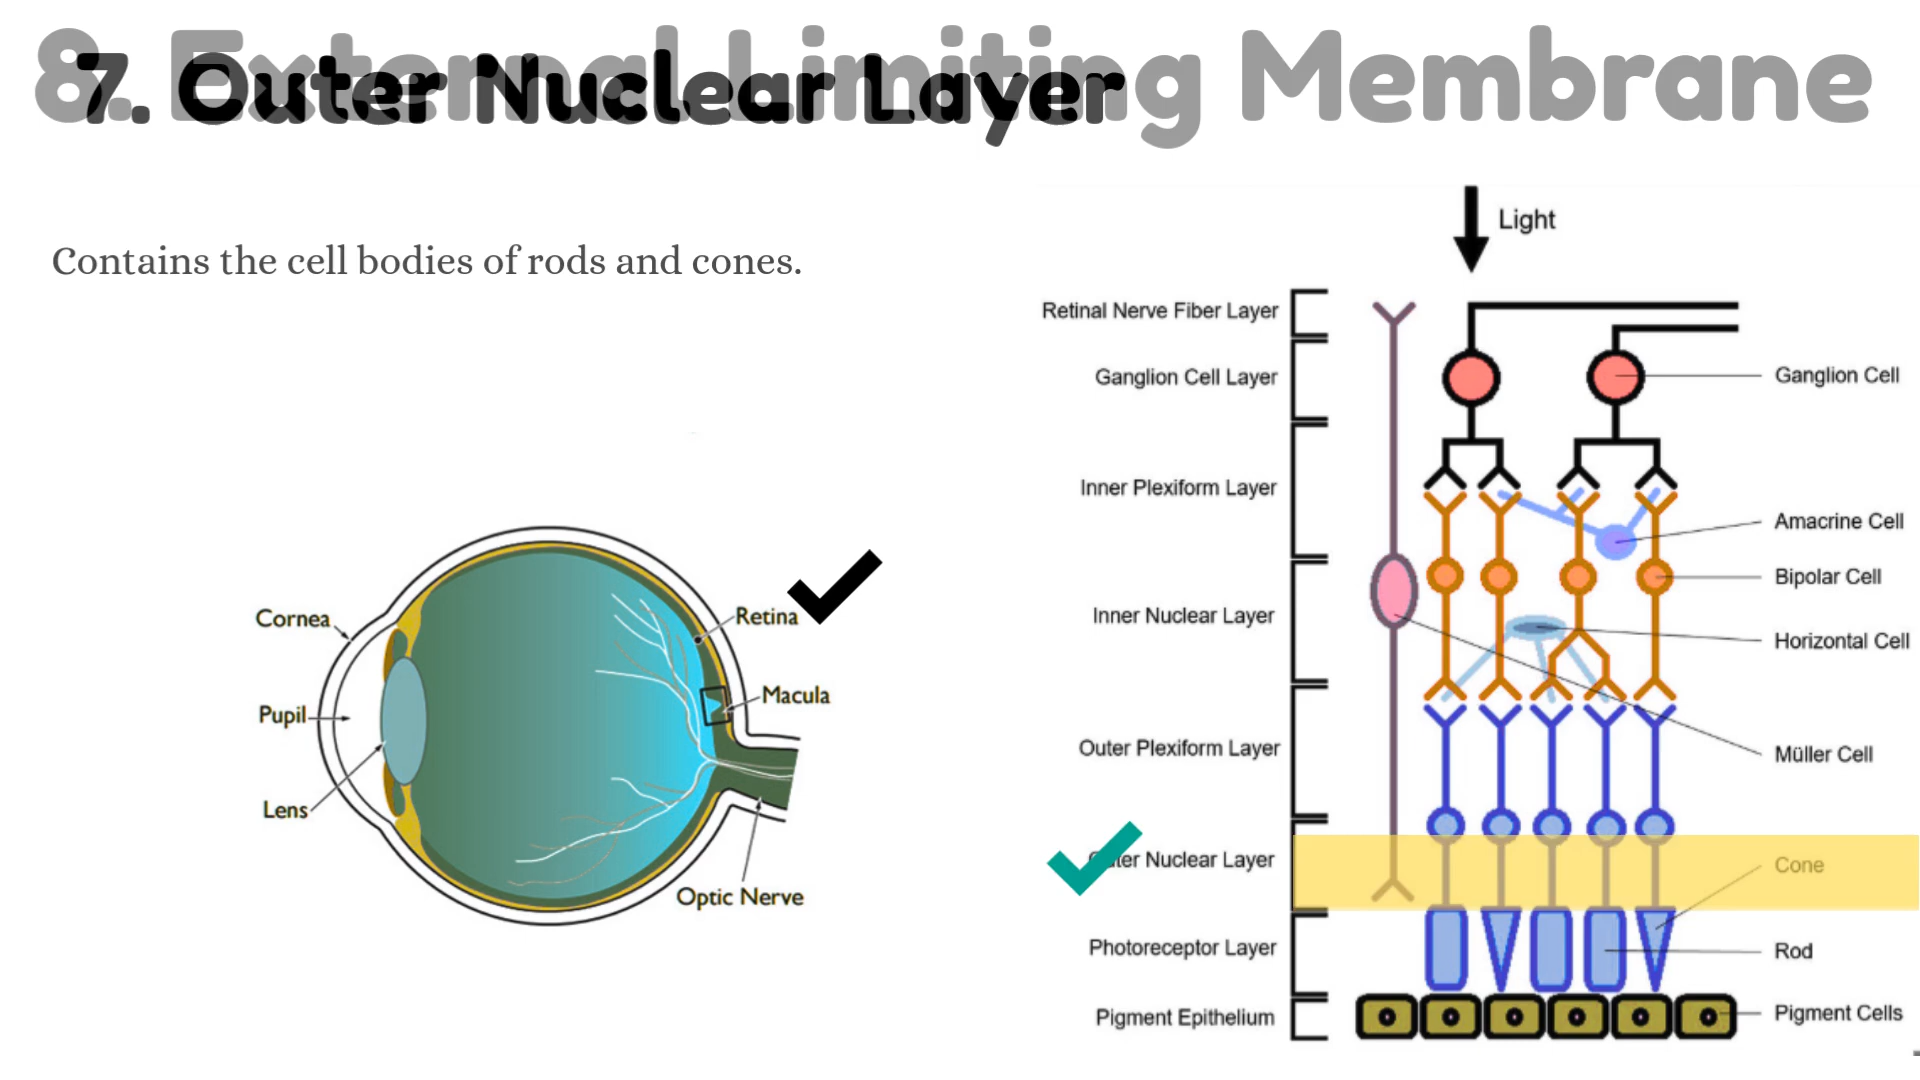 8. External Limiting Membrane
7. Outer Nuclear Layer
Contains the cell bodies of rods and cones.
Light
Retinal Nerve Fiber Layer
Ganglion Cell Layer
Ganglion Cell
Inner Plexiform Layer
Amacrine Cell
Bipolar Cell
Inner Nuclear Layer
Horizontal Cell
Outer Plexiform Layer
Müller Cell
Outer Nuclear Layer
Cone
Photoreceptor Layer
Rod
Pigment Epithelium
Pigment Cells
Cornea
Retina
Macula
Pupil
Lens
Optic Nerve